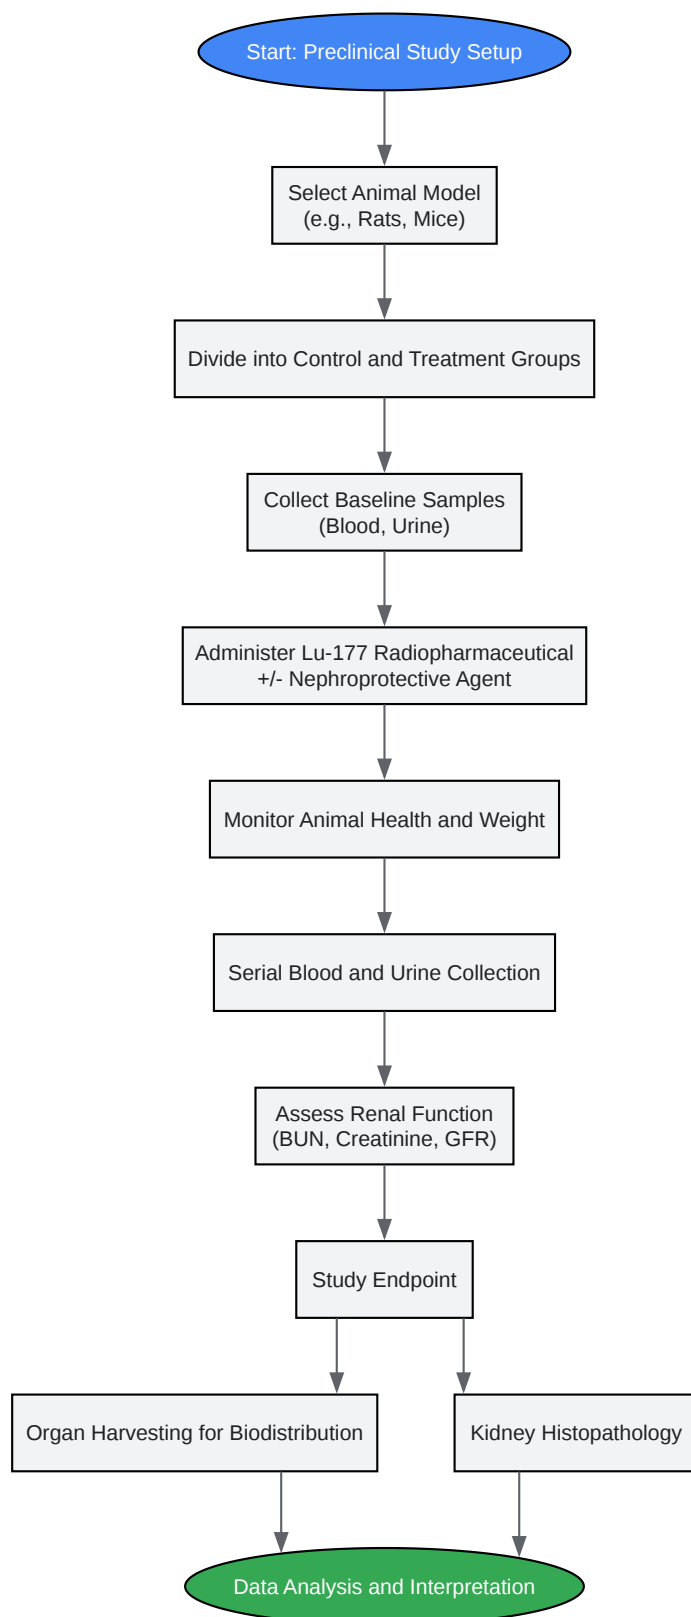 Start: Preclinical Study Setup
Select Animal Model
(e.g., Rats, Mice)
Divide into Control and Treatment Groups
Collect Baseline Samples
(Blood, Urine)
Administer Lu-177 Radiopharmaceutical
+/- Nephroprotective Agent
Monitor Animal Health and Weight
Serial Blood and Urine Collection
Assess Renal Function
(BUN, Creatinine, GFR)
Study Endpoint
Organ Harvesting for Biodistribution
Kidney Histopathology
Data Analysis and Interpretation